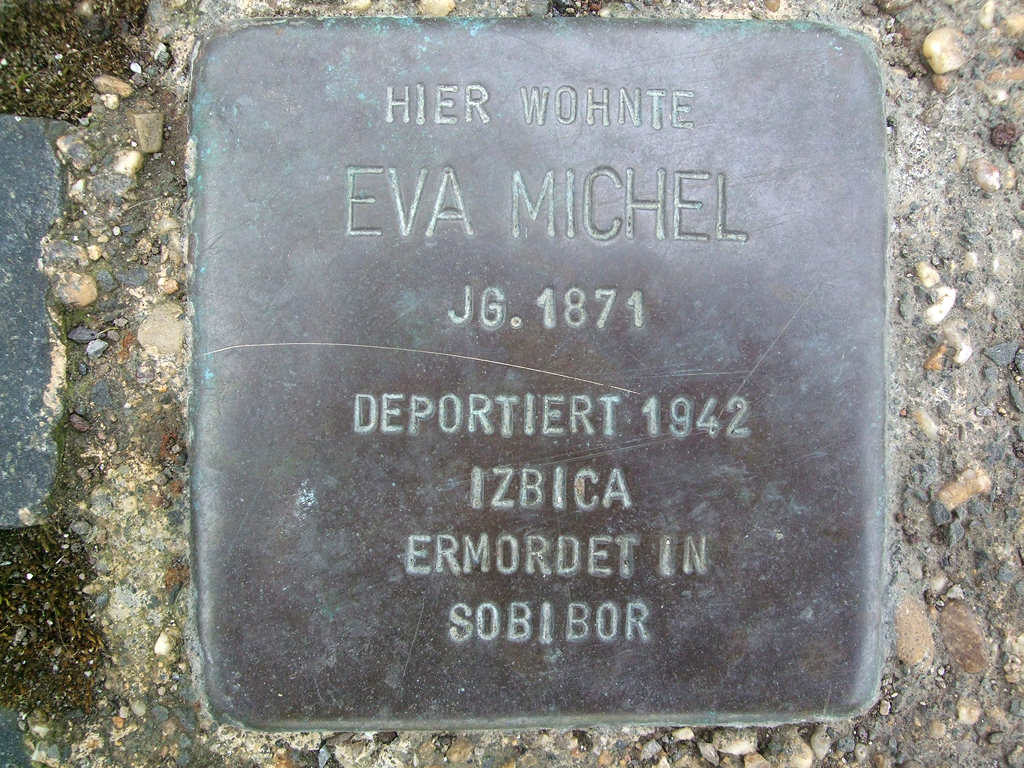 HIER WOHNTE
EVA MICHEL
JG. 1871
DEPORTIERT 1942
IZBICA
ERMORDET IN
SOBIBOR